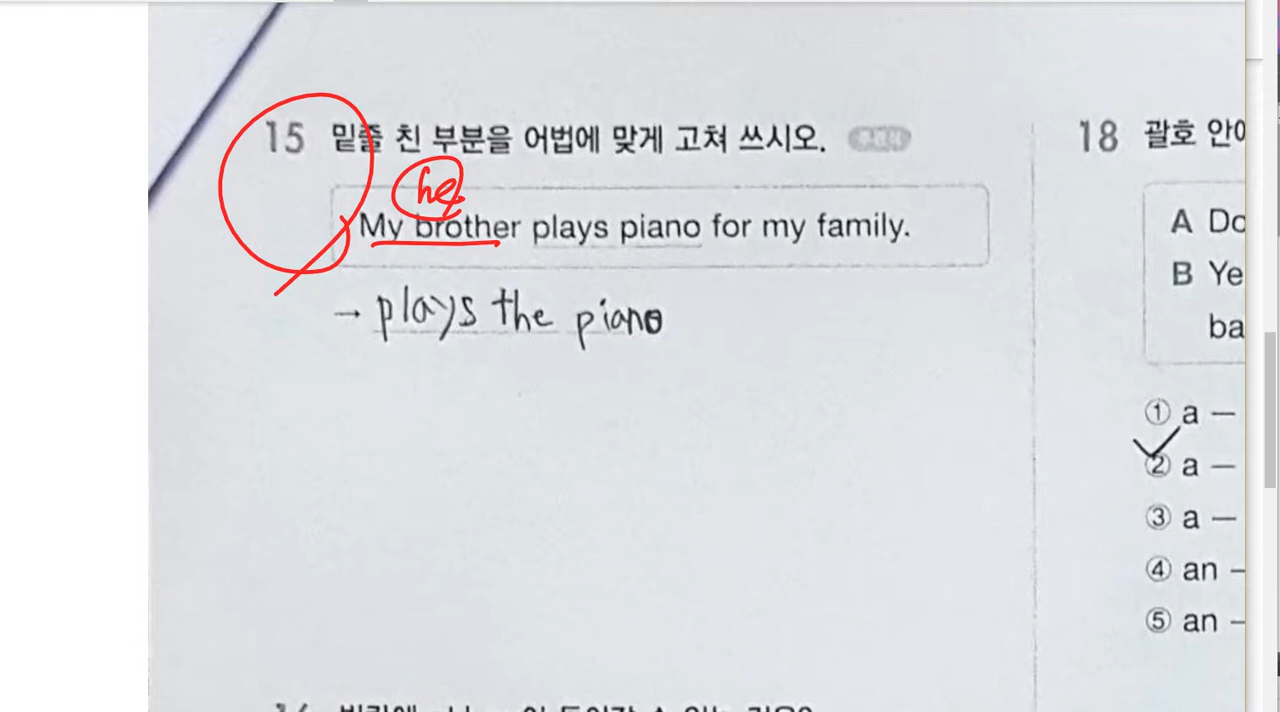 15 밑줄 친 부분을 어법에 맞게 고쳐 쓰시오.
he
My brother plays piano for my family.
→ plays the piano
18 괄호 안에
A Do
B Ye
ba
① a –
② a –
③ a –
④ an –
⑤ an –